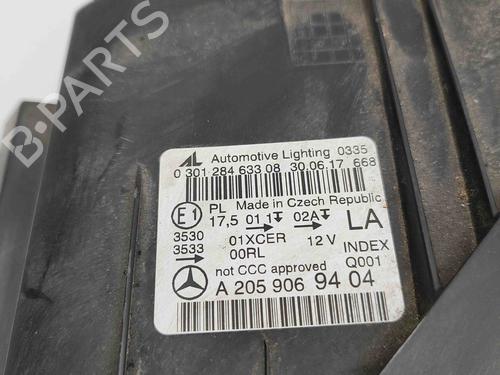 AL Automotive Lighting 0335
0 301 284 633 08 30.06.17 668
E1 PL Made in Czech Republic
17,5 01 1 02A LA
3530
3533 01XCER 12 V INDEX
00RL Q001
not CCC approved
A 205 906 94 04
B-PARTS